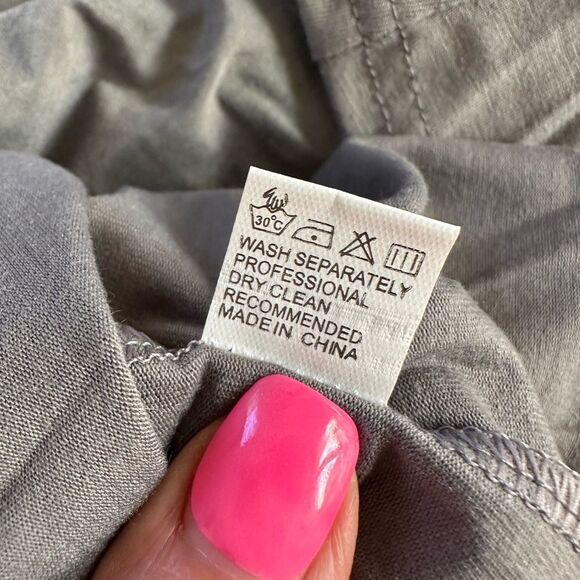 30°C
WASH SEPARATELY
PROFESSIONAL
DRY CLEAN
RECOMMENDED
MADE IN CHINA